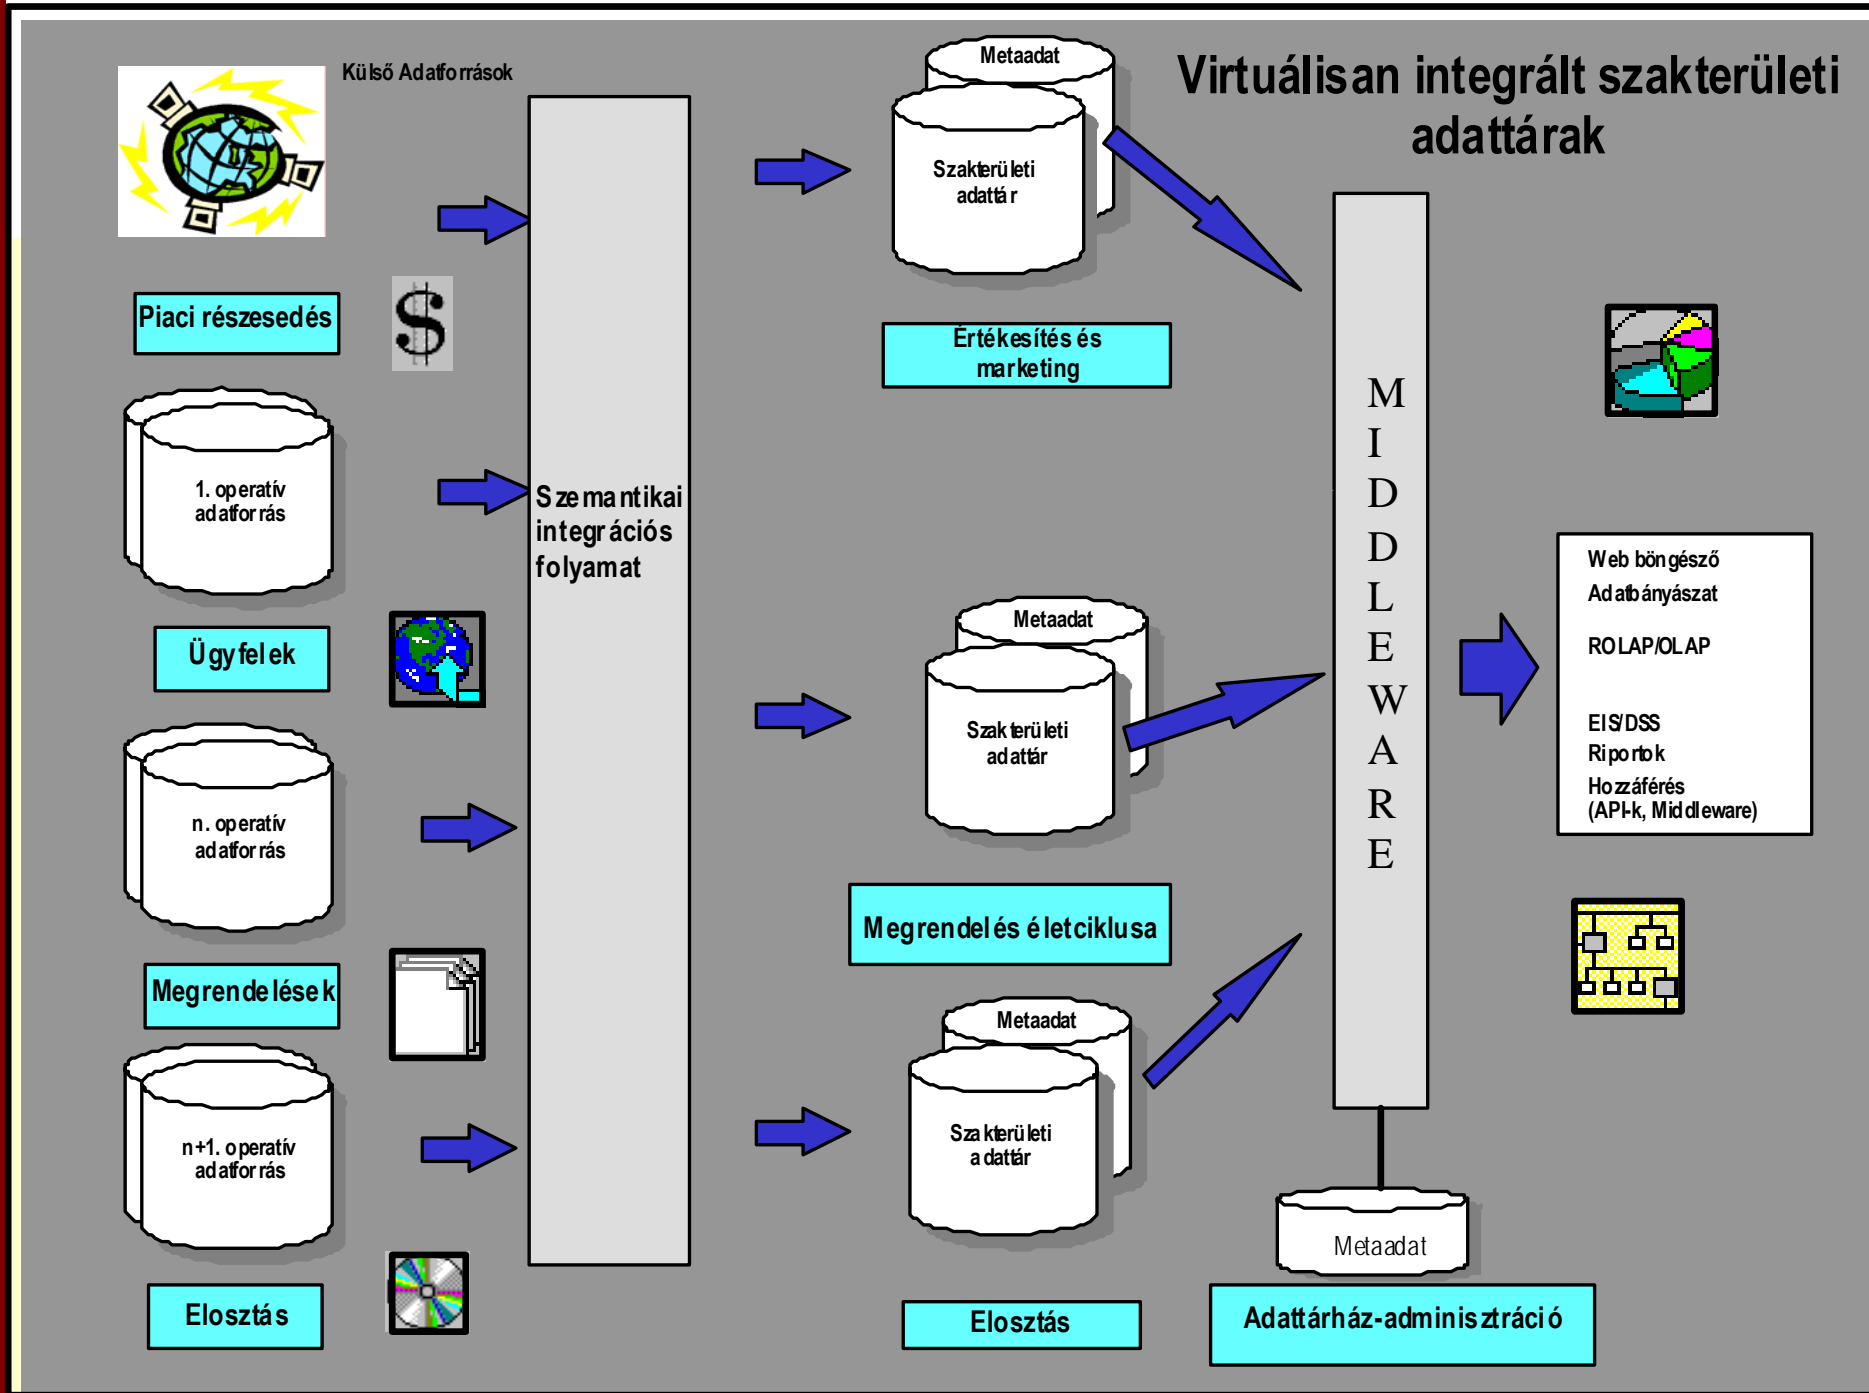 Virtuálisan integrált szakterületi
adattárak
Külső Adatforrások
Piaci részesedés
$
1. operatív
adatforrás
Ügyfelek
n. operatív
adatforrás
Megrendelések
n+1. operatív
adatforrás
Elosztás
Szemantikai
integrációs
folyamat
Metaadat
Szakterületi
adattár
Értékesítés és
marketing
Metaadat
Szakterületi
adattár
Megrendelés életciklusa
Metaadat
Szakterületi
adattár
Elosztás
M
I
D
D
L
E
W
A
R
E
Metaadat
Adattárház-adminisztráció
Web böngésző
Adatbányászat
ROLAP/OLAP
EIS/DSS
Riportok
Hozzáférés
(API-k, Middleware)